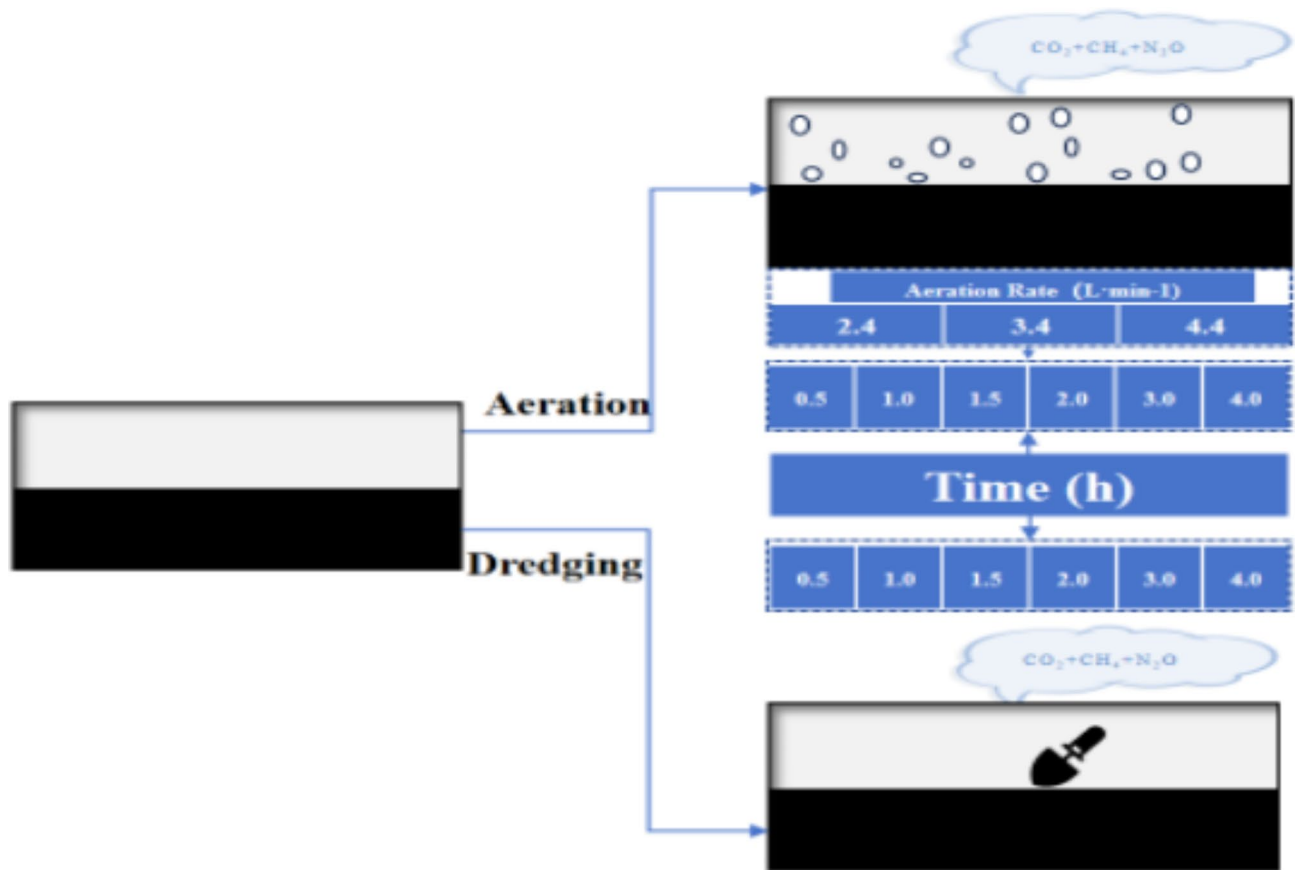 CO₂+CH₄+N₂O
Aeration Rate (L·min-1)
2.4 3.4 4.4
Aeration
0.5 1.0 1.5 2.0 3.0 4.0
Time (h)
Dredging
0.5 1.0 1.5 2.0 3.0 4.0
CO₂+CH₄+N₂O